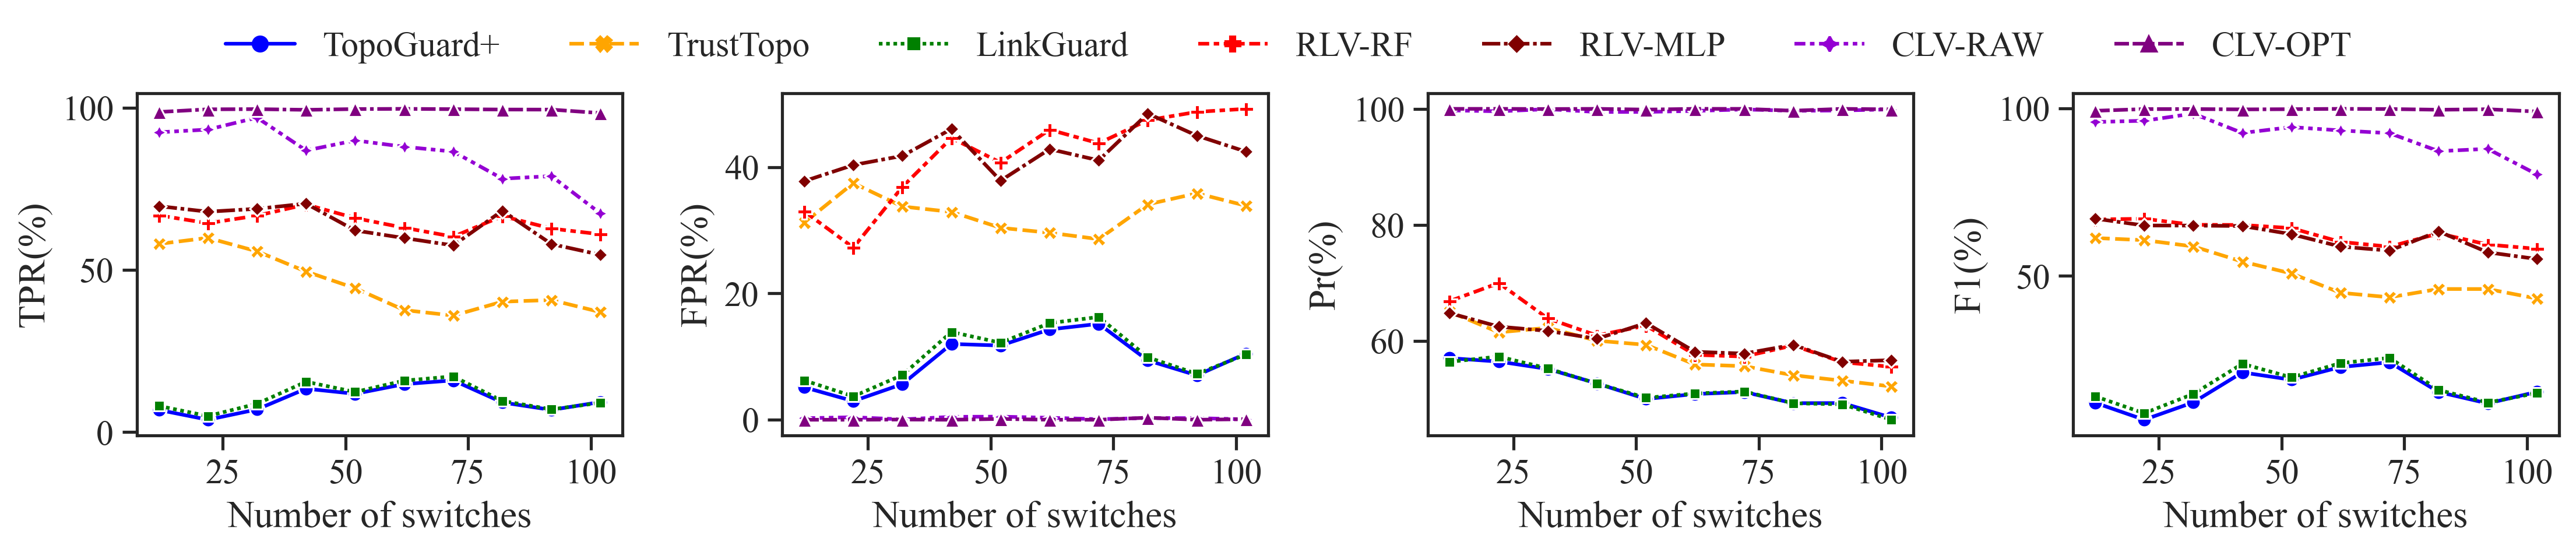 TopoGuard+ TrustTopo LinkGuard RLV-RF RLV-MLP CLV-RAW CLV-OPT
TPR(%)
100
50
0
25 50 75 100
Number of switches
FPR(%)
40
20
0
25 50 75 100
Number of switches
Pr(%)
100
80
60
25 50 75 100
Number of switches
F1(%)
100
50
25 50 75 100
Number of switches